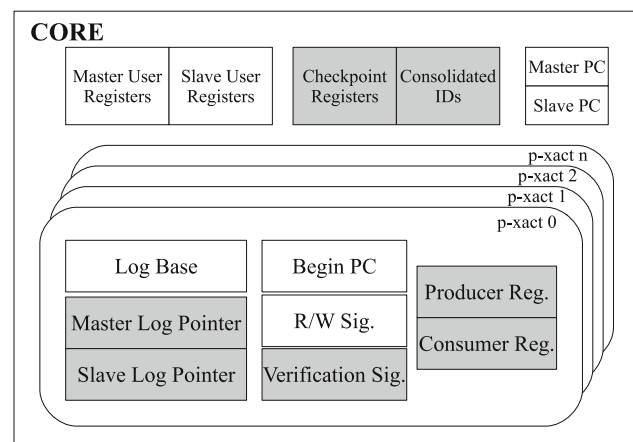 CORE
Master User
Registers
Slave User
Registers
Checkpoint
Registers
Consolidated
IDs
Master PC
Slave PC
p-xact n
p-xact 2
p-xact 1
p-xact 0
Log Base
Master Log Pointer
Slave Log Pointer
Begin PC
R/W Sig.
Verification Sig.
Producer Reg.
Consumer Reg.